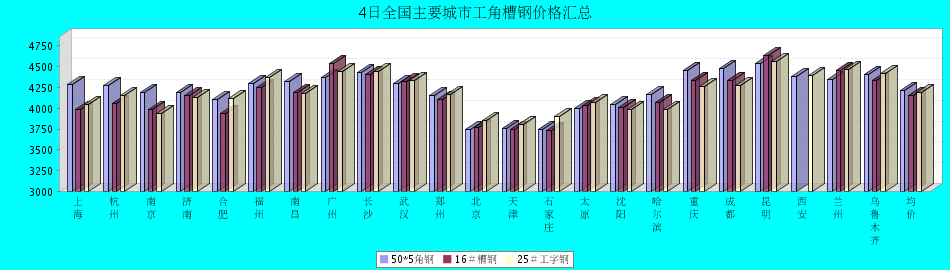 4日全国主要城市工角槽钢价格汇总
4750
4500
4250
4000
3750
3500
3250
3000
上海
杭州
南京
济南
合肥
福州
南昌
广州
长沙
武汉
郑州
北京
天津
石家庄
太原
沈阳
哈尔滨
重庆
成都
昆明
西安
兰州
乌鲁木齐
均价
50*5角钢
16#槽钢
25#工字钢